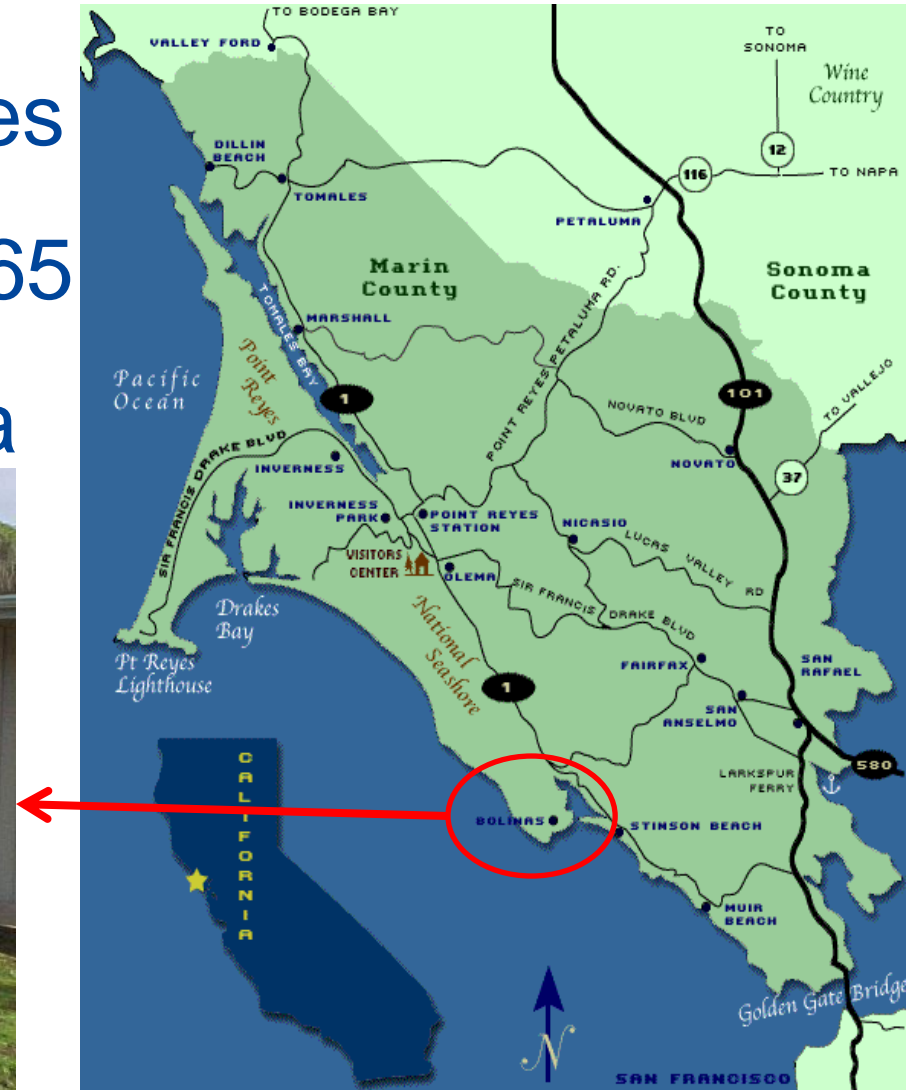 es
65
a
TO BODEGA BAY
VALLEY FORD
TO
SONOMA
Wine
Country
DILLIN
BEACH
12
116
TO NAPA
TOMALES
PETALUMA
Marin
County
Sonoma
County
TOMALES BAY
MARSHALL
POINT REYES PETALUMA RD.
Point
Reyes
Pacific
Ocean
1
101
TO VALLEJO
NOVATO BLVD
SIR FRANCIS DRAKE BLVD
INVERNESS
NOVATO
37
INVERNESS
PARK
POINT REYES
STATION
NICASIO
LUCAS VALLEY RD
VISITORS
CENTER
OLEMA
SIR FRANCIS DRAKE BLVD
Drakes
Bay
National
Seashore
Pt Reyes
Lighthouse
FAIRFAX
SAN
RAFAEL
1
SAN
ANSELMO
CALIFORNIA
580
LARKSPUR
FERRY
BOLINAS
STINSON BEACH
MUIR
BEACH
Golden Gate Bridge
N
SAN FRANCISCO